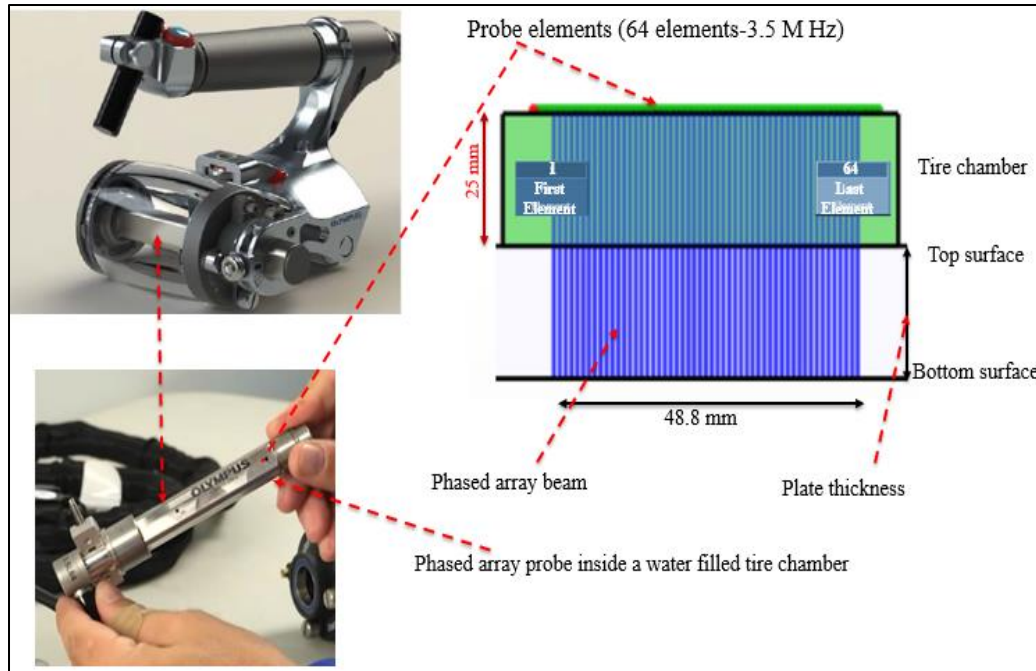 Probe elements (64 elements-3.5 M Hz)
25 mm
1
First
Element
64
Last
Element
Tire chamber
Top surface
Bottom surface
48.8 mm
Phased array beam
Plate thickness
Phased array probe inside a water filled tire chamber
OLYMPUS
OLYMPUS